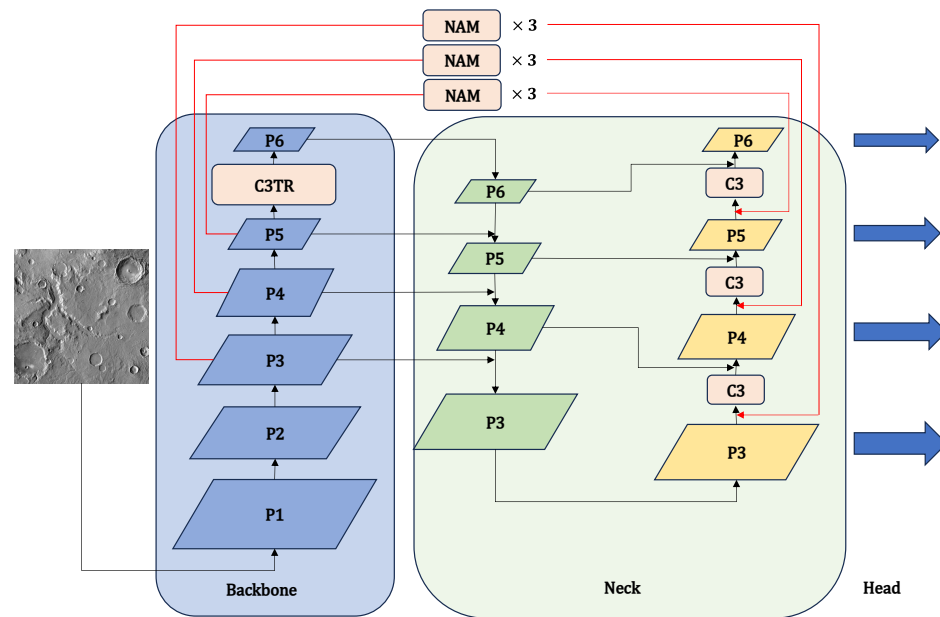 NAM × 3
NAM × 3
NAM × 3
P6
C3TR
P5
P4
P3
P2
P1
Backbone
P6
P5
P4
P3
P6
C3
P5
C3
P4
C3
P3
Neck
Head